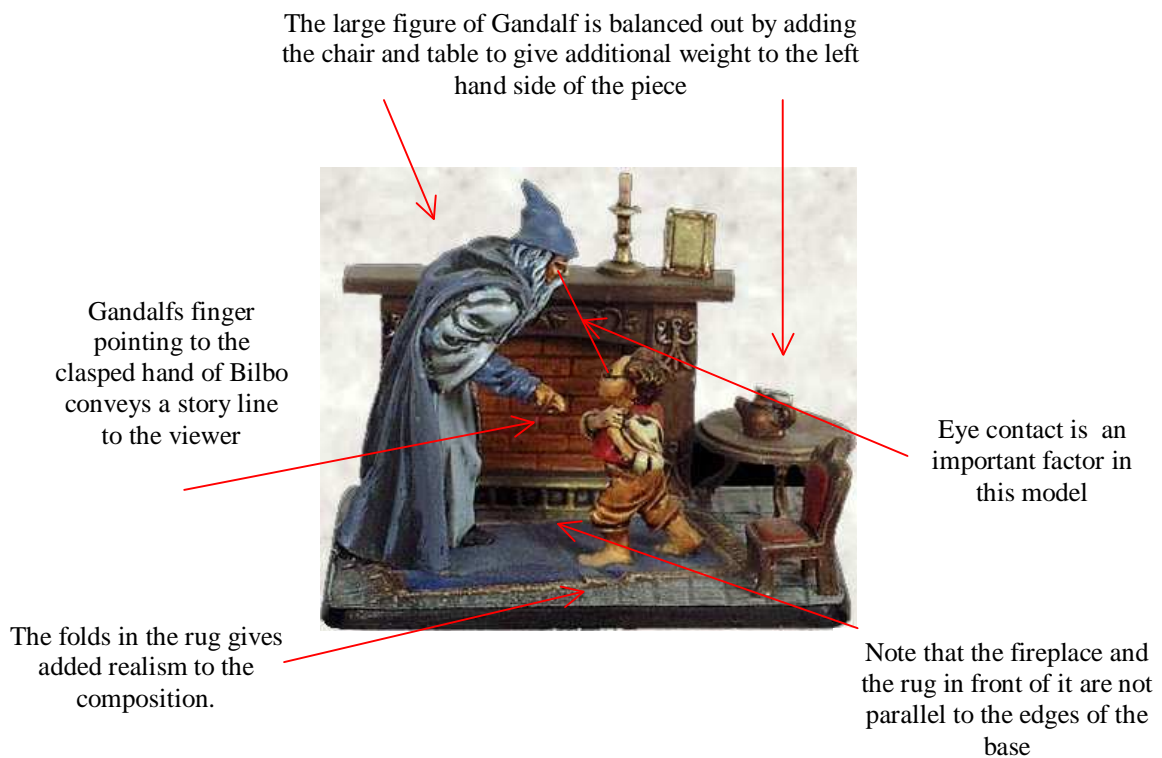 The large figure of Gandalf is balanced out by adding
the chair and table to give additional weight to the left
hand side of the piece
Gandalfs finger
pointing to the
clasped hand of Bilbo
conveys a story line
to the viewer
Eye contact is an
important factor in
this model
The folds in the rug gives
added realism to the
composition.
Note that the fireplace and
the rug in front of it are not
parallel to the edges of the
base